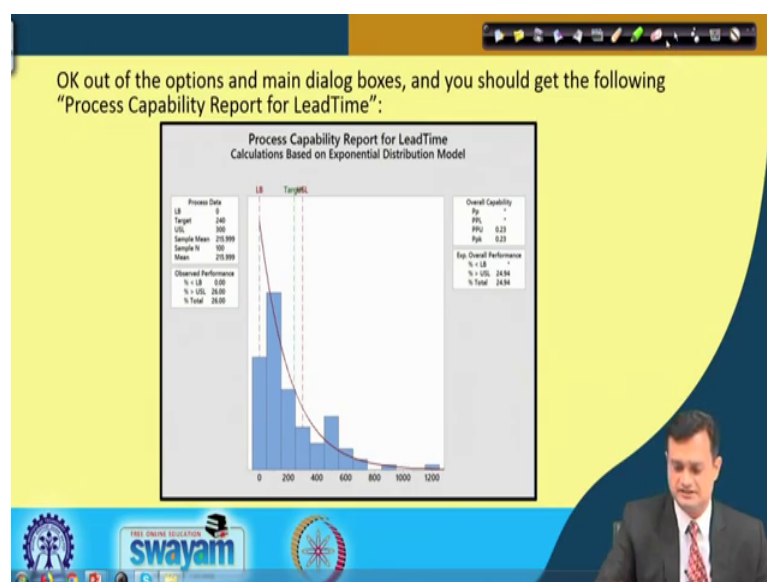 OK out of the options and main dialog boxes, and you should get the following
“Process Capability Report for LeadTime”:
Process Capability Report for LeadTime
Calculations Based on Exponential Distribution Model
LB Target USL
Process Data
LB 0
Target 240
USL 300
Sample Mean 215.999
Sample N 100
Mean 215.999
Observed Performance
% < LB 0.00
% > USL 26.00
% Total 26.00
Overall Capability
Pp *
PPL *
PPU 0.23
Ppk 0.23
Exp. Overall Performance
% < LB *
% > USL 24.94
% Total 24.94
0 200 400 600 800 1000 1200
FREE ONLINE EDUCATION
swayam